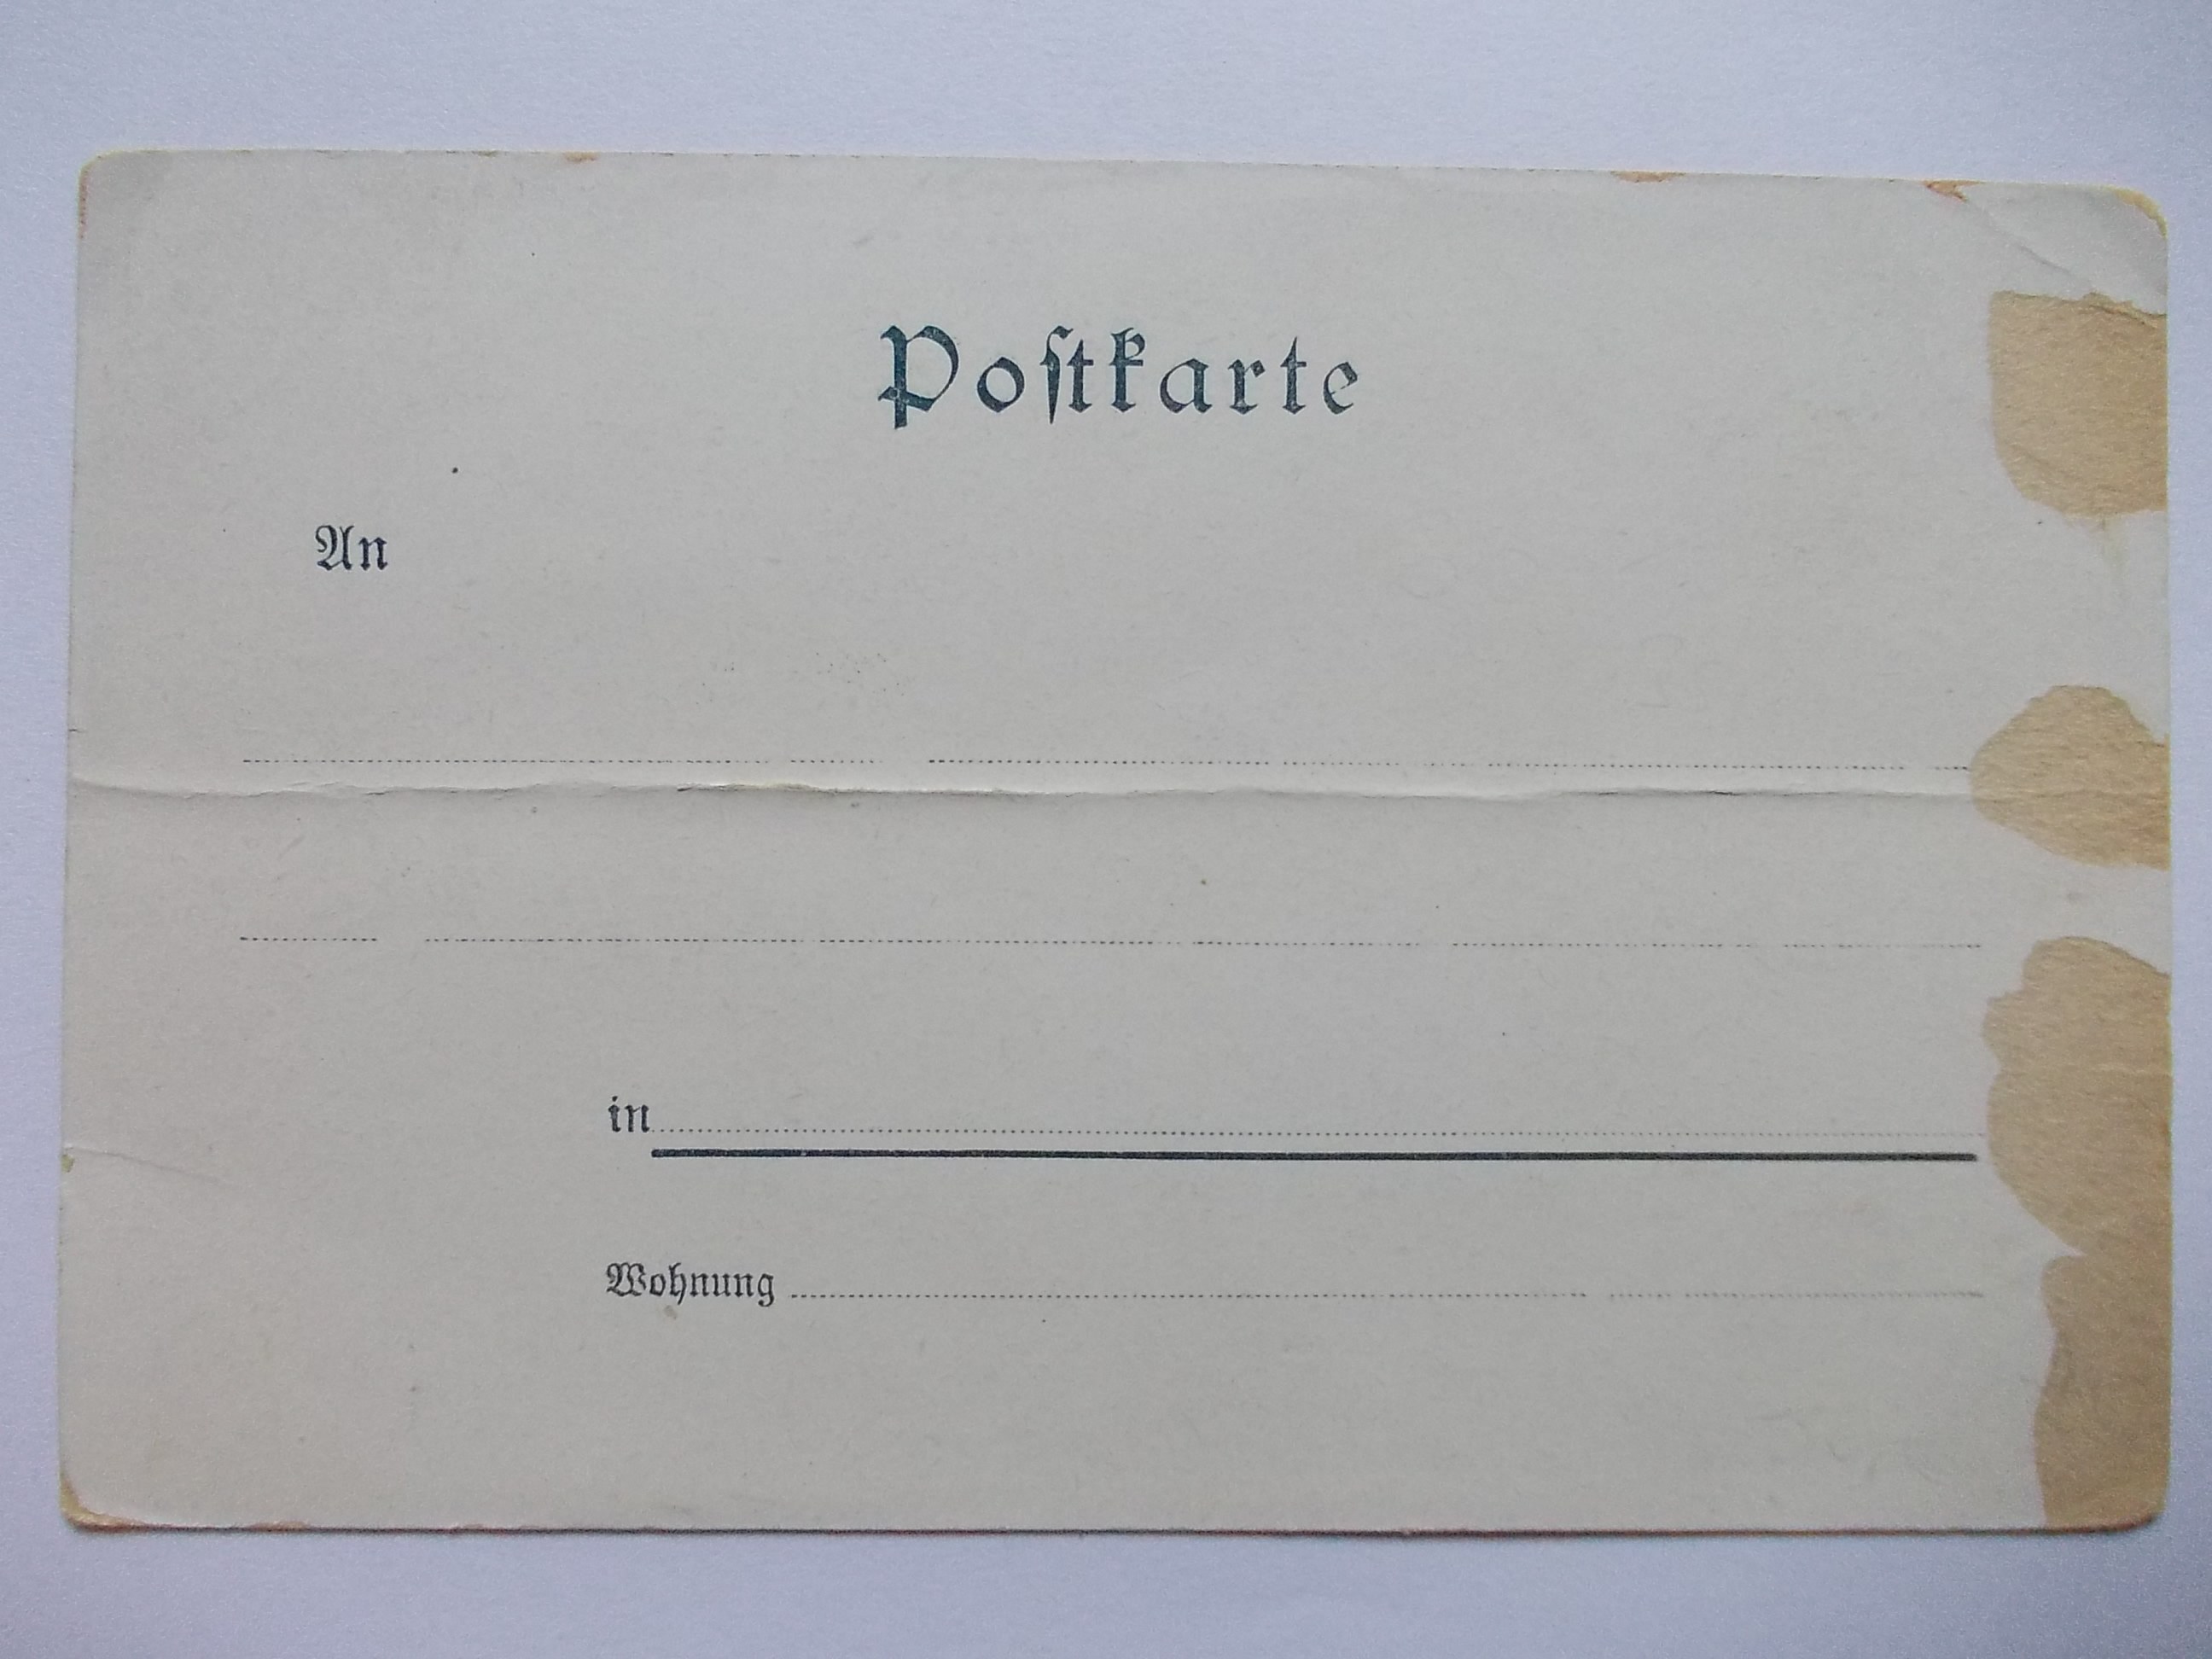 Poſtkarte
An
in
Wohnung